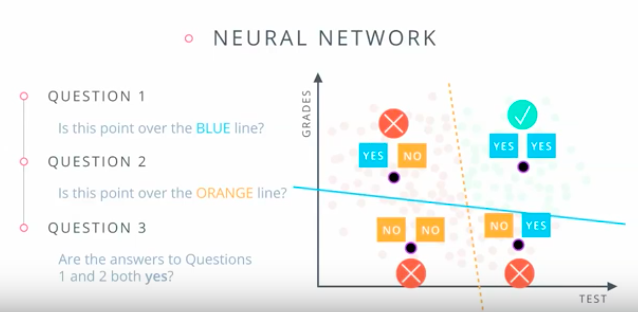 NEURAL NETWORK
QUESTION 1
Is this point over the BLUE line?
QUESTION 2
Is this point over the ORANGE line?
QUESTION 3
Are the answers to Questions
1 and 2 both yes?
GRADES
YES NO
YES YES
NO NO
NO YES
TEST